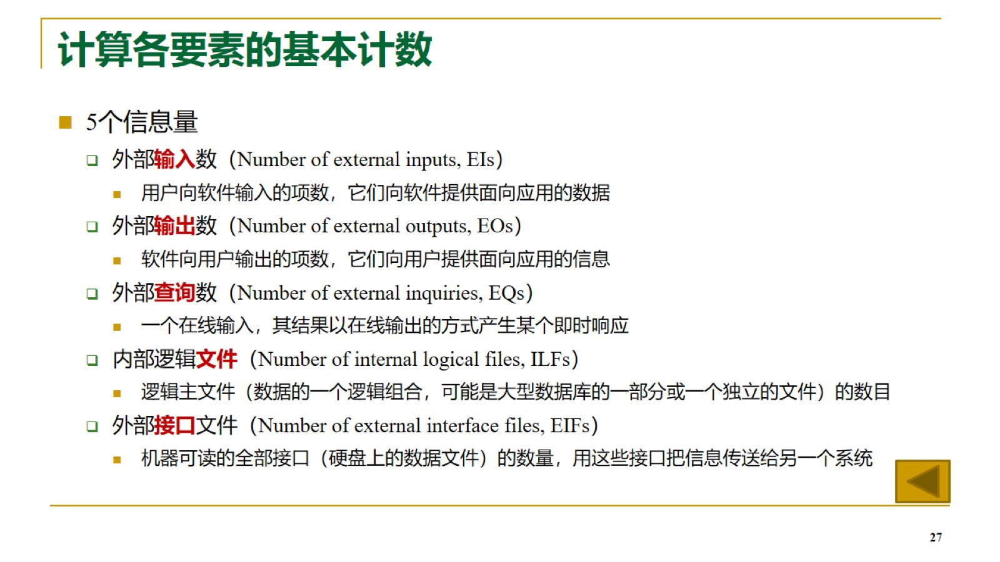 计算各要素的基本计数
5个信息量
外部输入数（Number of external inputs, EIs）
用户向软件输入的项数，它们向软件提供面向应用的数据
外部输出数（Number of external outputs, EOs）
软件向用户输出的项数，它们向用户提供面向应用的信息
外部查询数（Number of external inquiries, EQs）
一个在线输入，其结果以在线输出的方式产生某个即时响应
内部逻辑文件（Number of internal logical files, ILFs）
逻辑主文件（数据的一个逻辑组合，可能是大型数据库的一部分或一个独立的文件）的数目
外部接口文件（Number of external interface files, EIFs）
机器可读的全部接口（硬盘上的数据文件）的数量，用这些接口把信息传送给另一个系统
27